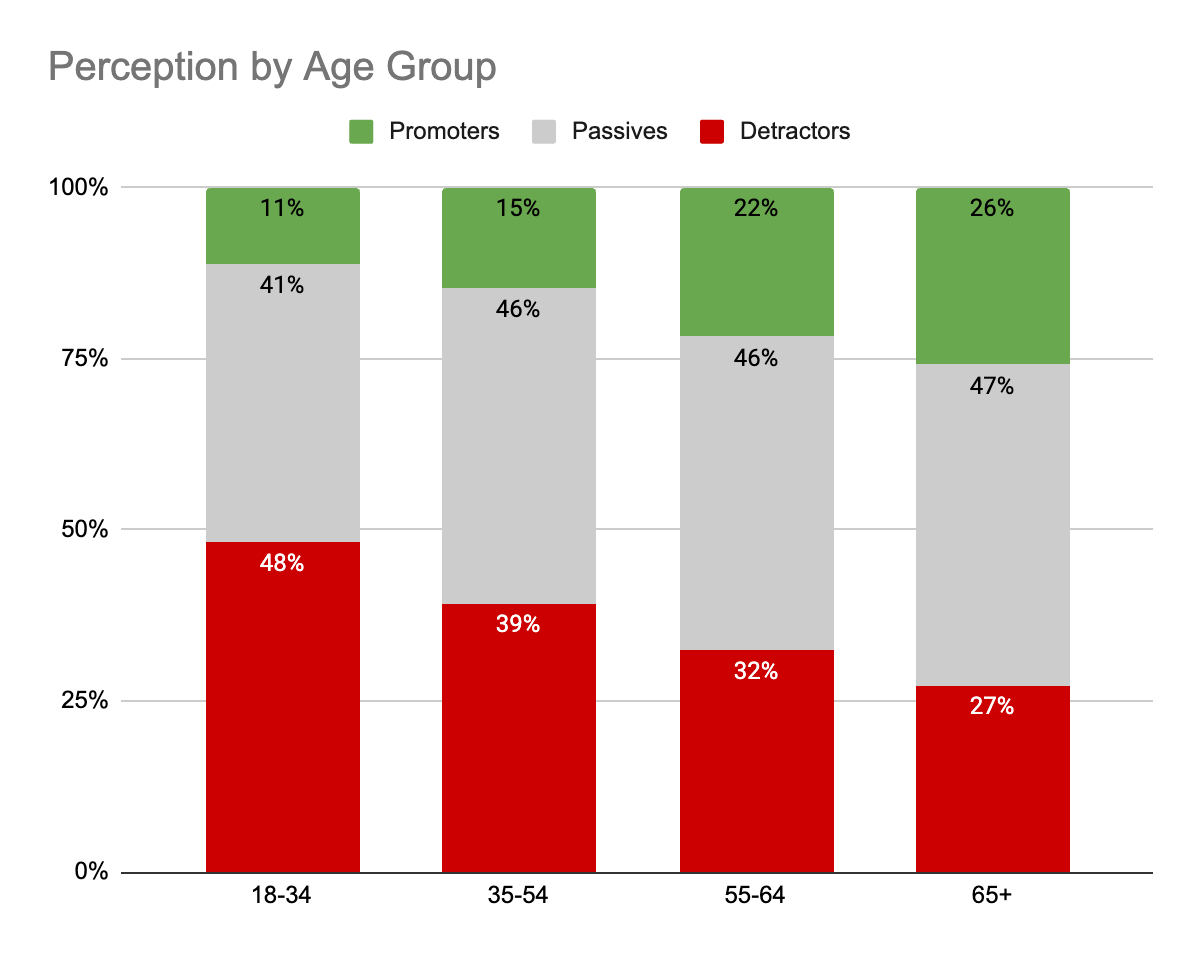 Perception by Age Group
Promoters Passives Detractors
100%
11% 15% 22% 26%
41% 46% 46% 47%
75%
50%
48% 39% 32% 27%
25%
0%
18-34 35-54 55-64 65+